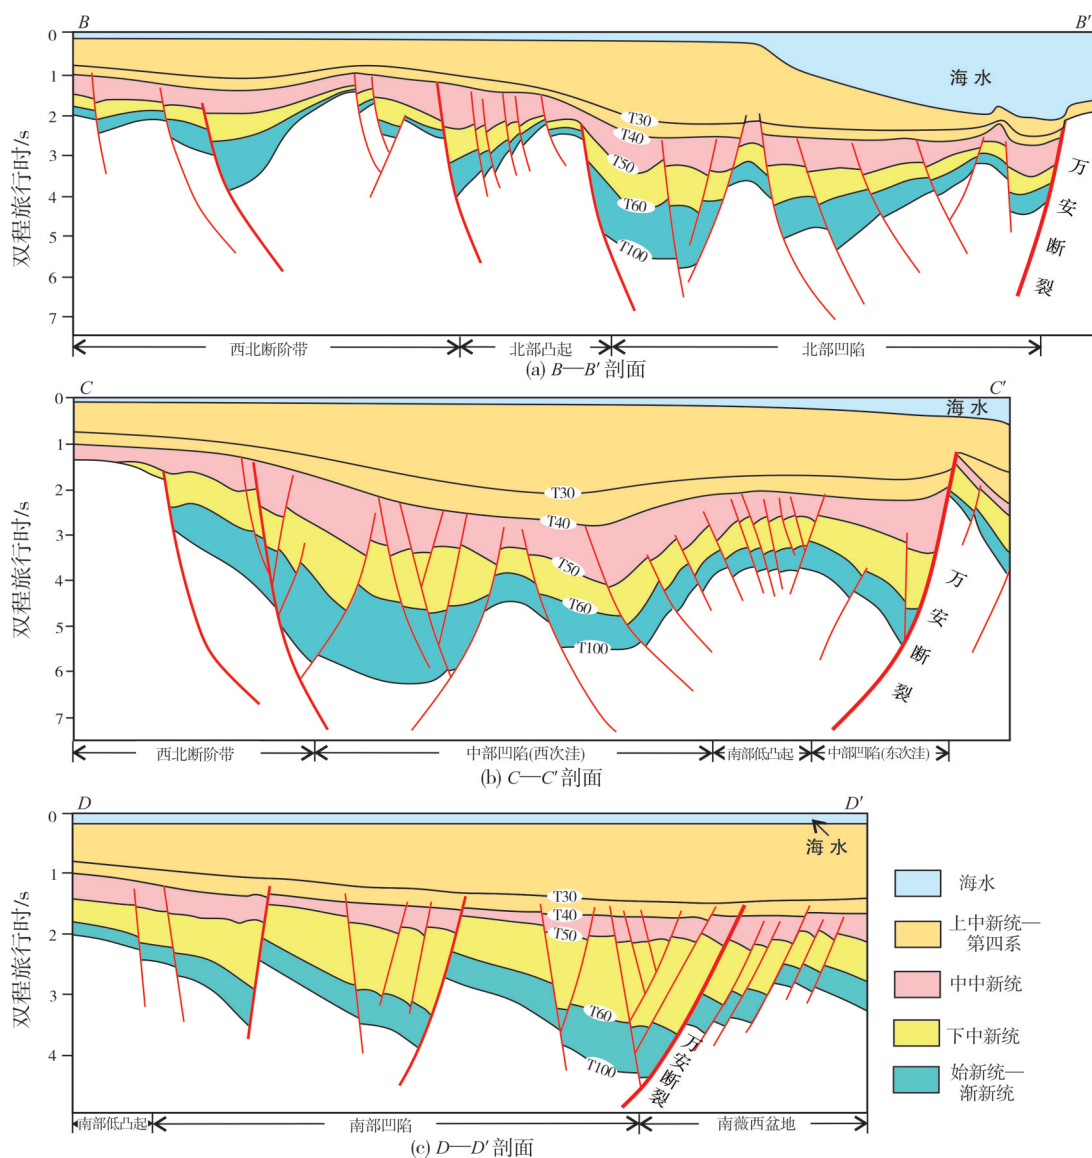 B
B′
0
1
2
3
4
5
6
7
双程旅行时/s
海水
T30
T40
T50
T60
T100
万安断裂
西北断阶带
北部凸起
北部凹陷
(a) B—B′剖面
C
C′
0
1
2
3
4
5
6
7
双程旅行时/s
海水
T30
T40
T50
T60
T100
万安断裂
西北断阶带
中部凹陷(西次洼)
南部低凸起
中部凹陷(东次洼)
(b) C—C′剖面
D
D′
0
1
2
3
4
双程旅行时/s
海水
T30
T40
T50
T60
T100
万安断裂
南部低凸起
南部凹陷
南薇西盆地
(c) D—D′剖面
海水
上中新统—
第四系
中中新统
下中新统
始新统—
渐新统